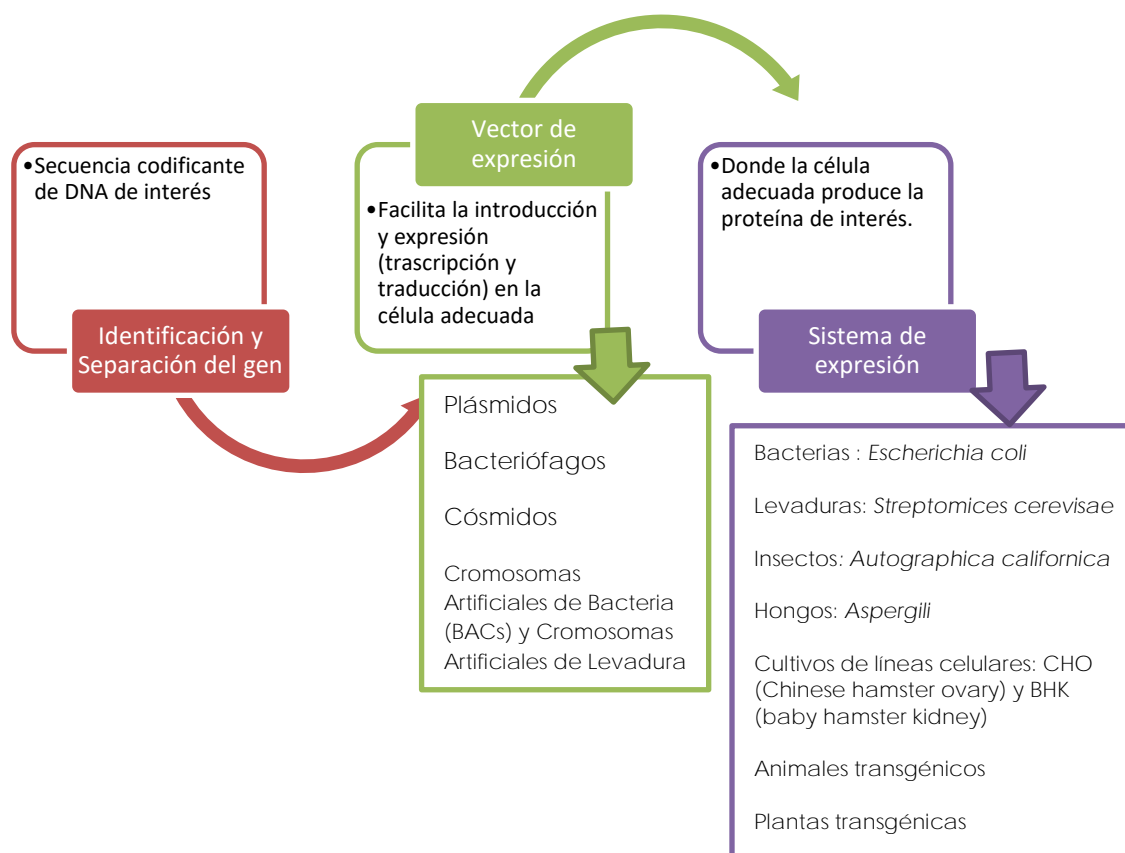 •Secuencia codificante
de DNA de interés
Identificación y
Separación del gen
Vector de
expresión
•Facilita la introducción
y expresión
(trascripción y
traducción) en la
célula adecuada
Plásmidos
Bacteriófagos
Cósmidos
Cromosomas
Artificiales de Bacteria
(BACs) y Cromosomas
Artificiales de Levadura
•Donde la célula
adecuada produce la
proteína de interés.
Sistema de
expresión
Bacterias : Escherichia coli
Levaduras: Streptomices cerevisae
Insectos: Autographica californica
Hongos: Aspergili
Cultivos de líneas celulares: CHO
(Chinese hamster ovary) y BHK
(baby hamster kidney)
Animales transgénicos
Plantas transgénicas